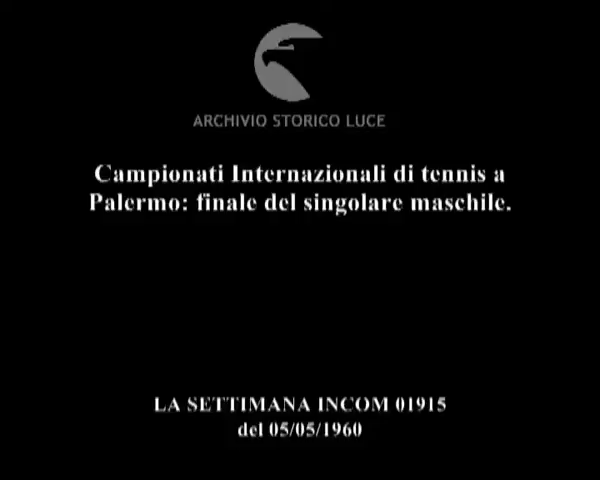 ARCHIVIO STORICO LUCE
Campionati Internazionali di tennis a
Palermo: finale del singolare maschile.
LA SETTIMANA INCOM 01915
del 05/05/1960